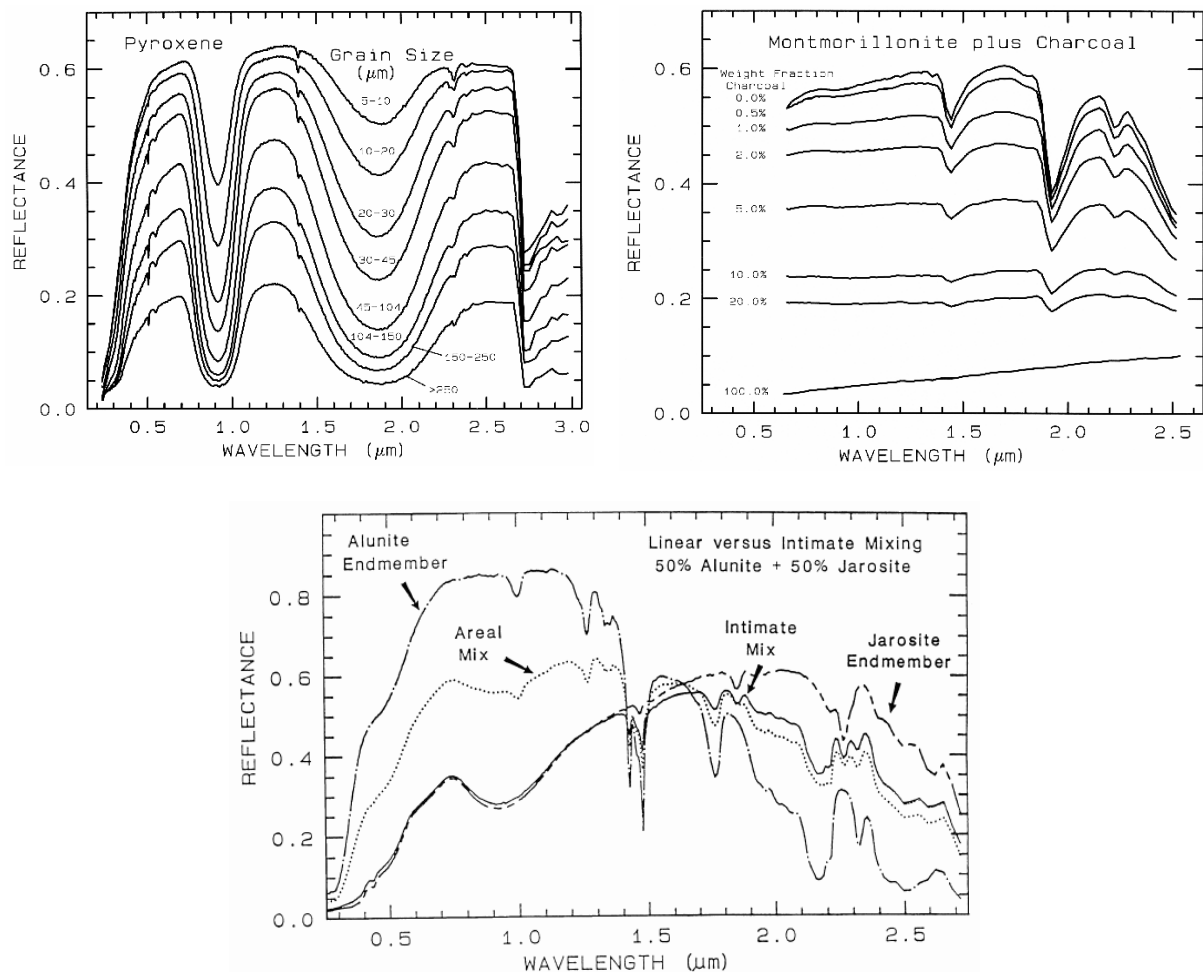 Pyroxene
Grain Size
(μm)
5-10
10-20
20-30
30-45
45-104
104-150
150-250
>250
0.6
0.4
0.2
0.0
REFLECTANCE
0.5 1.0 1.5 2.0 2.5 3.0
WAVELENGTH (μm)
Montmorillonite plus Charcoal
Weight Fraction
Charcoal
0.0%
0.5%
1.0%
2.0%
5.0%
10.0%
20.0%
100.0%
0.6
0.4
0.2
0.0
REFLECTANCE
0.5 1.0 1.5 2.0 2.5
WAVELENGTH (μm)
Linear versus Intimate Mixing
50% Alunite + 50% Jarosite
Alunite
Endmember
Areal
Mix
Intimate
Mix
Jarosite
Endmember
0.8
0.6
0.4
0.2
0.0
REFLECTANCE
0.5 1.0 1.5 2.0 2.5
WAVELENGTH (μm)